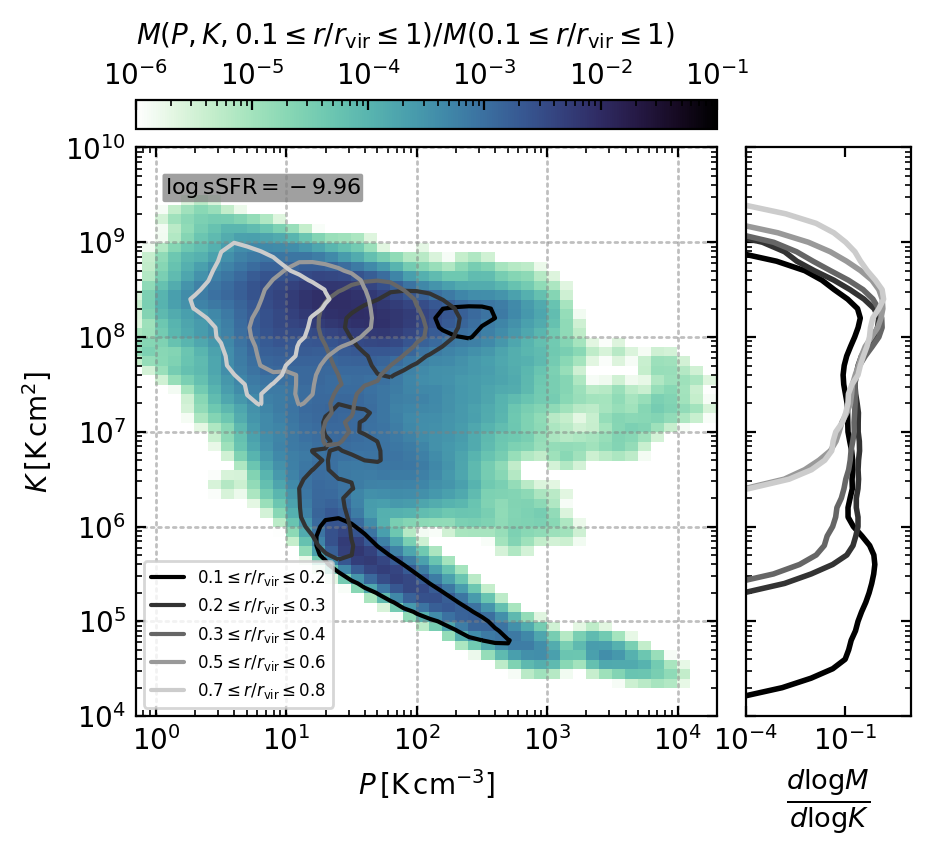 M(P, K, 0.1 ≤ r/r_vir ≤ 1)/M(0.1 ≤ r/r_vir ≤ 1)
10^−6 10^−5 10^−4 10^−3 10^−2 10^−1
10^10
log sSFR = −9.96
10^9
10^8
10^7
10^6
10^5
10^4
K [K cm^2]
0.1 ≤ r/r_vir ≤ 0.2
0.2 ≤ r/r_vir ≤ 0.3
0.3 ≤ r/r_vir ≤ 0.4
0.5 ≤ r/r_vir ≤ 0.6
0.7 ≤ r/r_vir ≤ 0.8
10^0 10^1 10^2 10^3 10^4 10^−4 10^−1
P [K cm^−3]
dlogM
dlogK